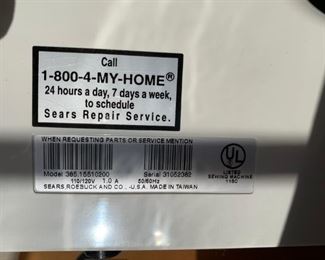 Call
1-800-4-MY-HOME®
24 hours a day, 7 days a week,
to schedule
Sears Repair Service.
WHEN REQUESTING PARTS OR SERVICE MENTION
Model 385.15510200 Serial 31052062
110/120V 1.0 A 50/60Hz
SEARS, ROEBUCK AND CO., -U.S.A. MADE IN TAIWAN
UL
LISTED
SEWING MACHINE
116C